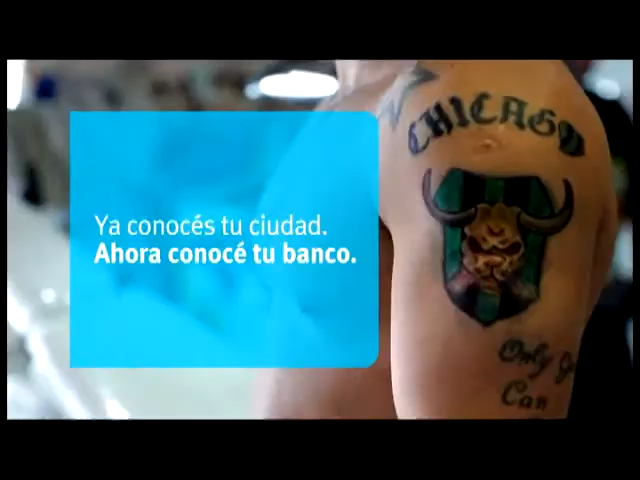 Ya conocés tu ciudad.
Ahora conocé tu banco.
CHICAGO
Only
Can